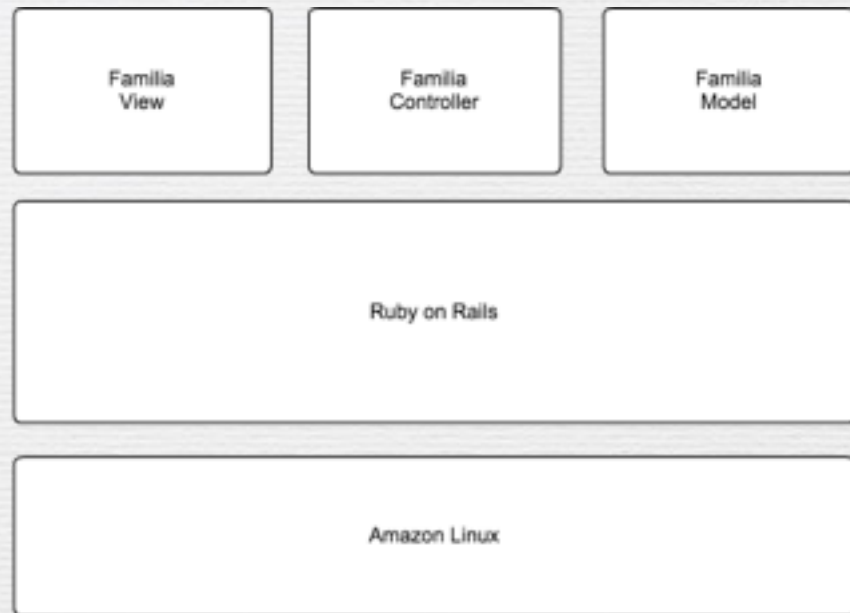 Familia
View
Familia
Controller
Familia
Model
Ruby on Rails
Amazon Linux